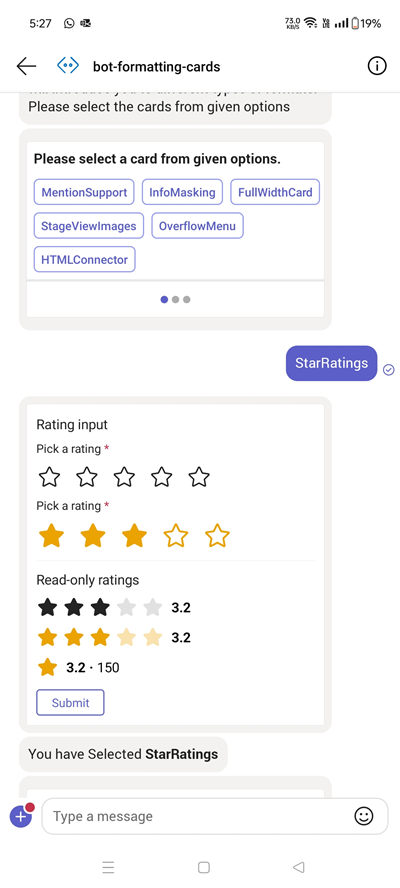 5:27
73.0
KB/S
19%
bot-formatting-cards
Please select the cards from given options
Please select a card from given options.
MentionSupport InfoMasking FullWidthCard
StageViewImages OverflowMenu
HTMLConnector
StarRatings
Rating input
Pick a rating *
Pick a rating *
Read-only ratings
3.2
3.2
3.2 · 150
Submit
You have Selected StarRatings
Type a message